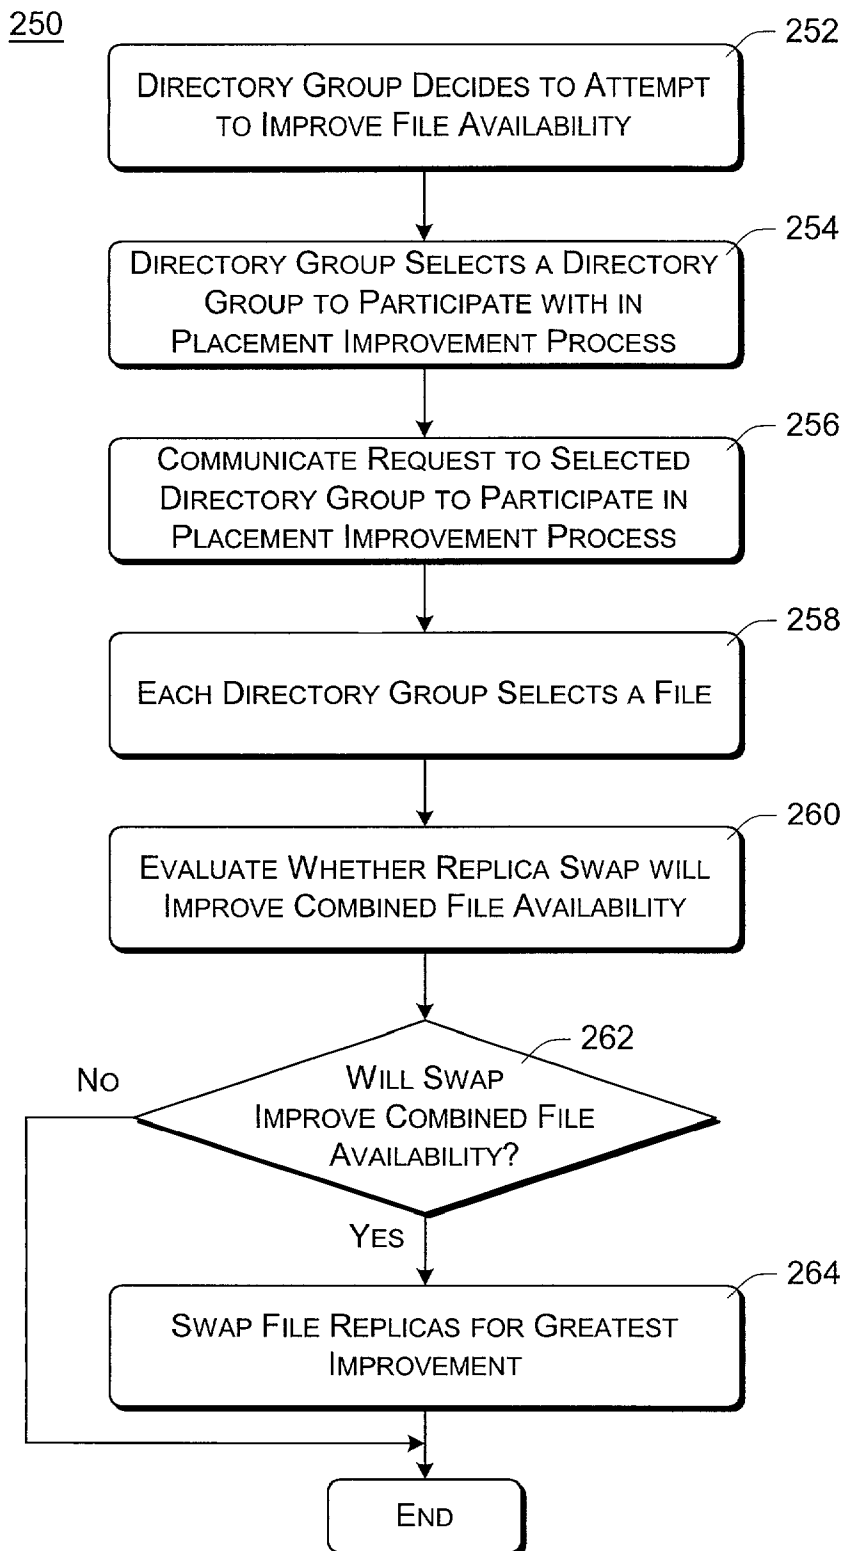 250
252
DIRECTORY GROUP DECIDES TO ATTEMPT
TO IMPROVE FILE AVAILABILITY
254
DIRECTORY GROUP SELECTS A DIRECTORY
GROUP TO PARTICIPATE WITH IN
PLACEMENT IMPROVEMENT PROCESS
256
COMMUNICATE REQUEST TO SELECTED
DIRECTORY GROUP TO PARTICIPATE IN
PLACEMENT IMPROVEMENT PROCESS
258
EACH DIRECTORY GROUP SELECTS A FILE
260
EVALUATE WHETHER REPLICA SWAP WILL
IMPROVE COMBINED FILE AVAILABILITY
262
NO
WILL SWAP
IMPROVE COMBINED FILE
AVAILABILITY?
YES
264
SWAP FILE REPLICAS FOR GREATEST
IMPROVEMENT
END